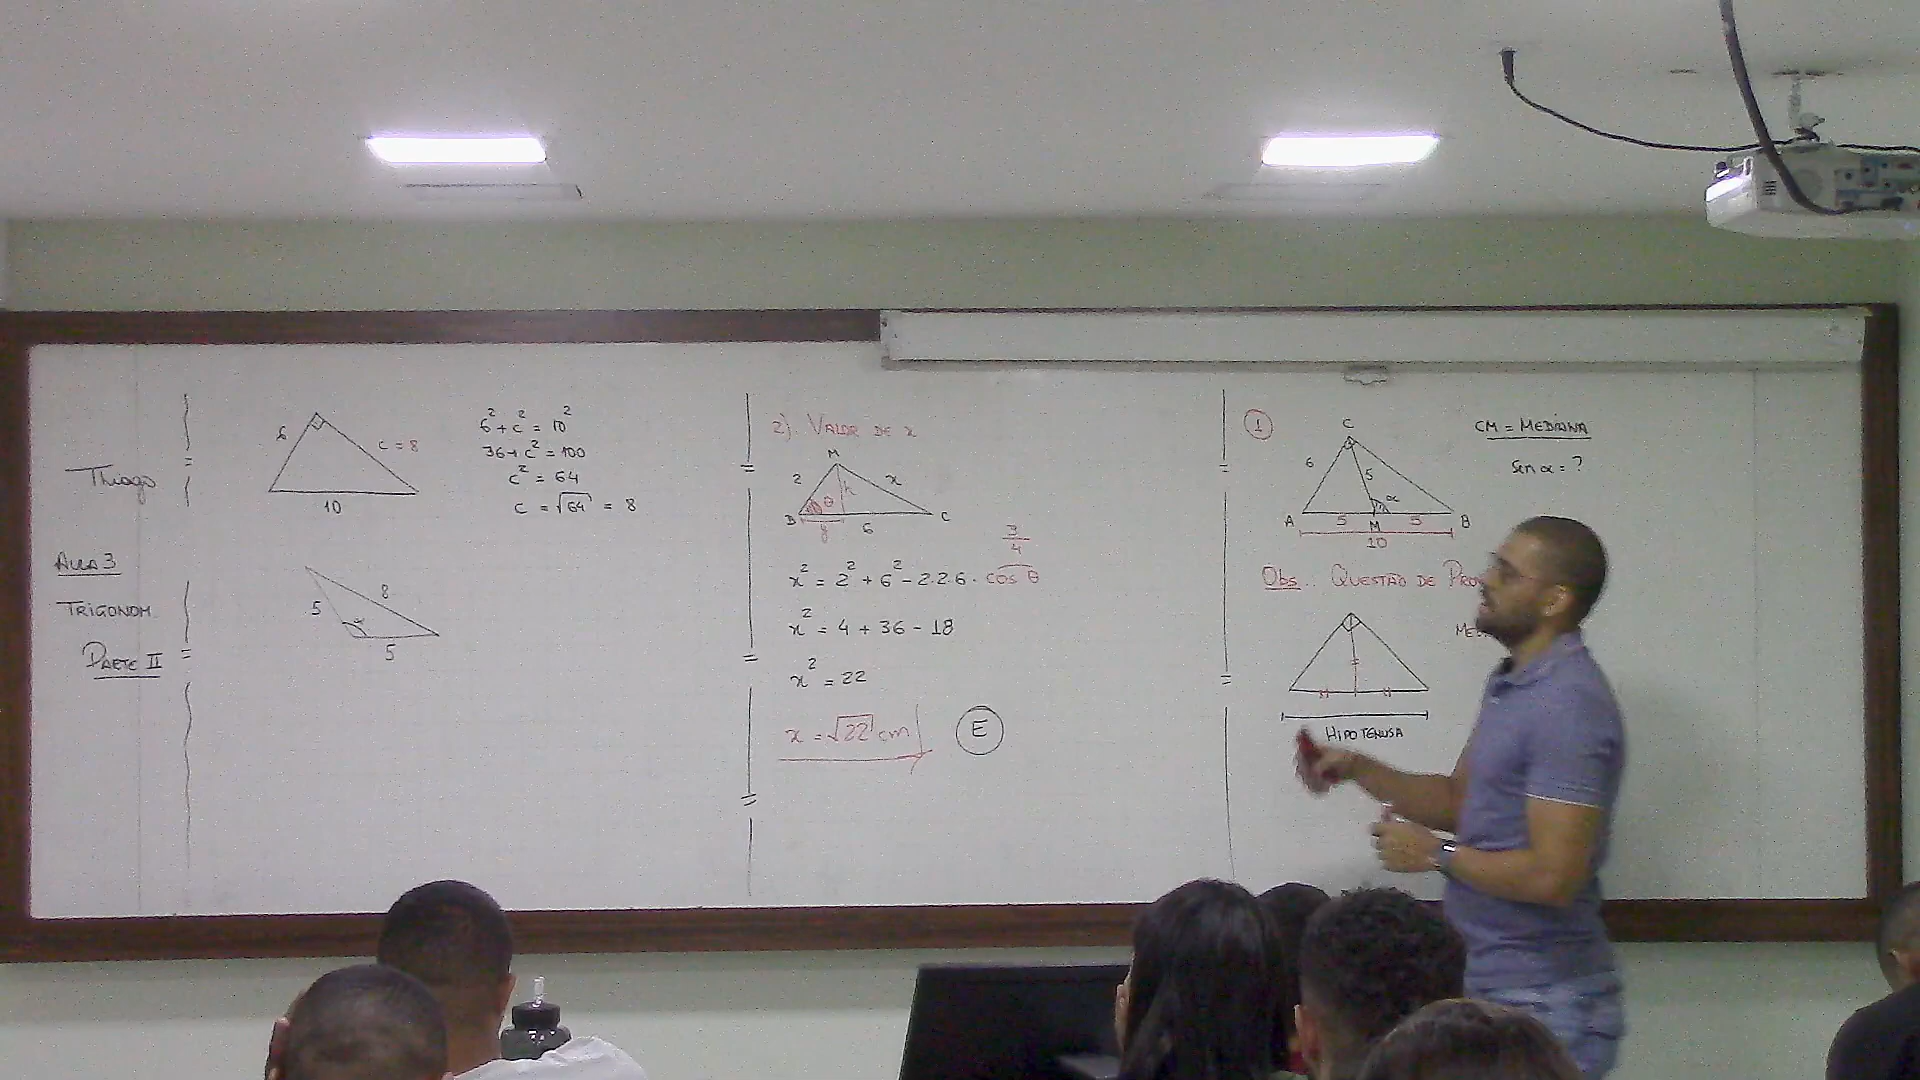 Thiago
Aula 3
TRIGONOM.
PARTE II
6
c = 8
10
6² + c² = 10²
36 + c² = 100
c² = 64
c = √64 = 8
5
8
α
5
2). VALOR DE x
M
2
h
x
θ
B
y
6
C
3/4
x² = 2² + 6² - 2.2.6 . cos θ
x² = 4 + 36 - 18
x² = 22
x = √22 cm
E
1
C
CM = MEDIANA
6
5
α
sen α = ?
A
5
M
5
B
10
Obs.. QUESTÃO DE
HIPOTENUSA